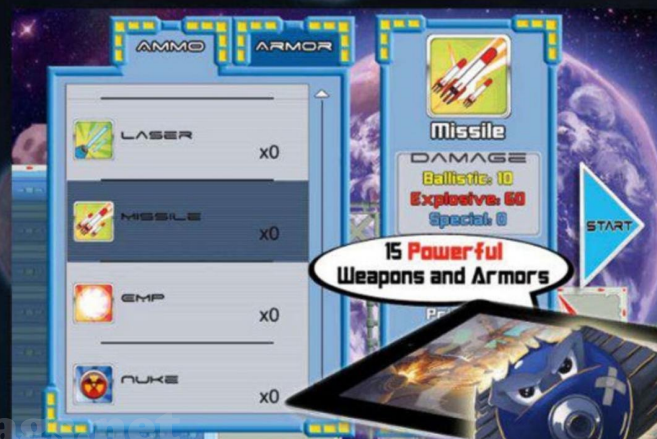 AMMO
ARMOR
LASER
x0
MISSILE
x0
EMP
x0
NUKE
x0
Missile
DAMAGE
Ballistic: 10
Explosive: 60
Special: 0
START
15 Powerful
Weapons and Armors